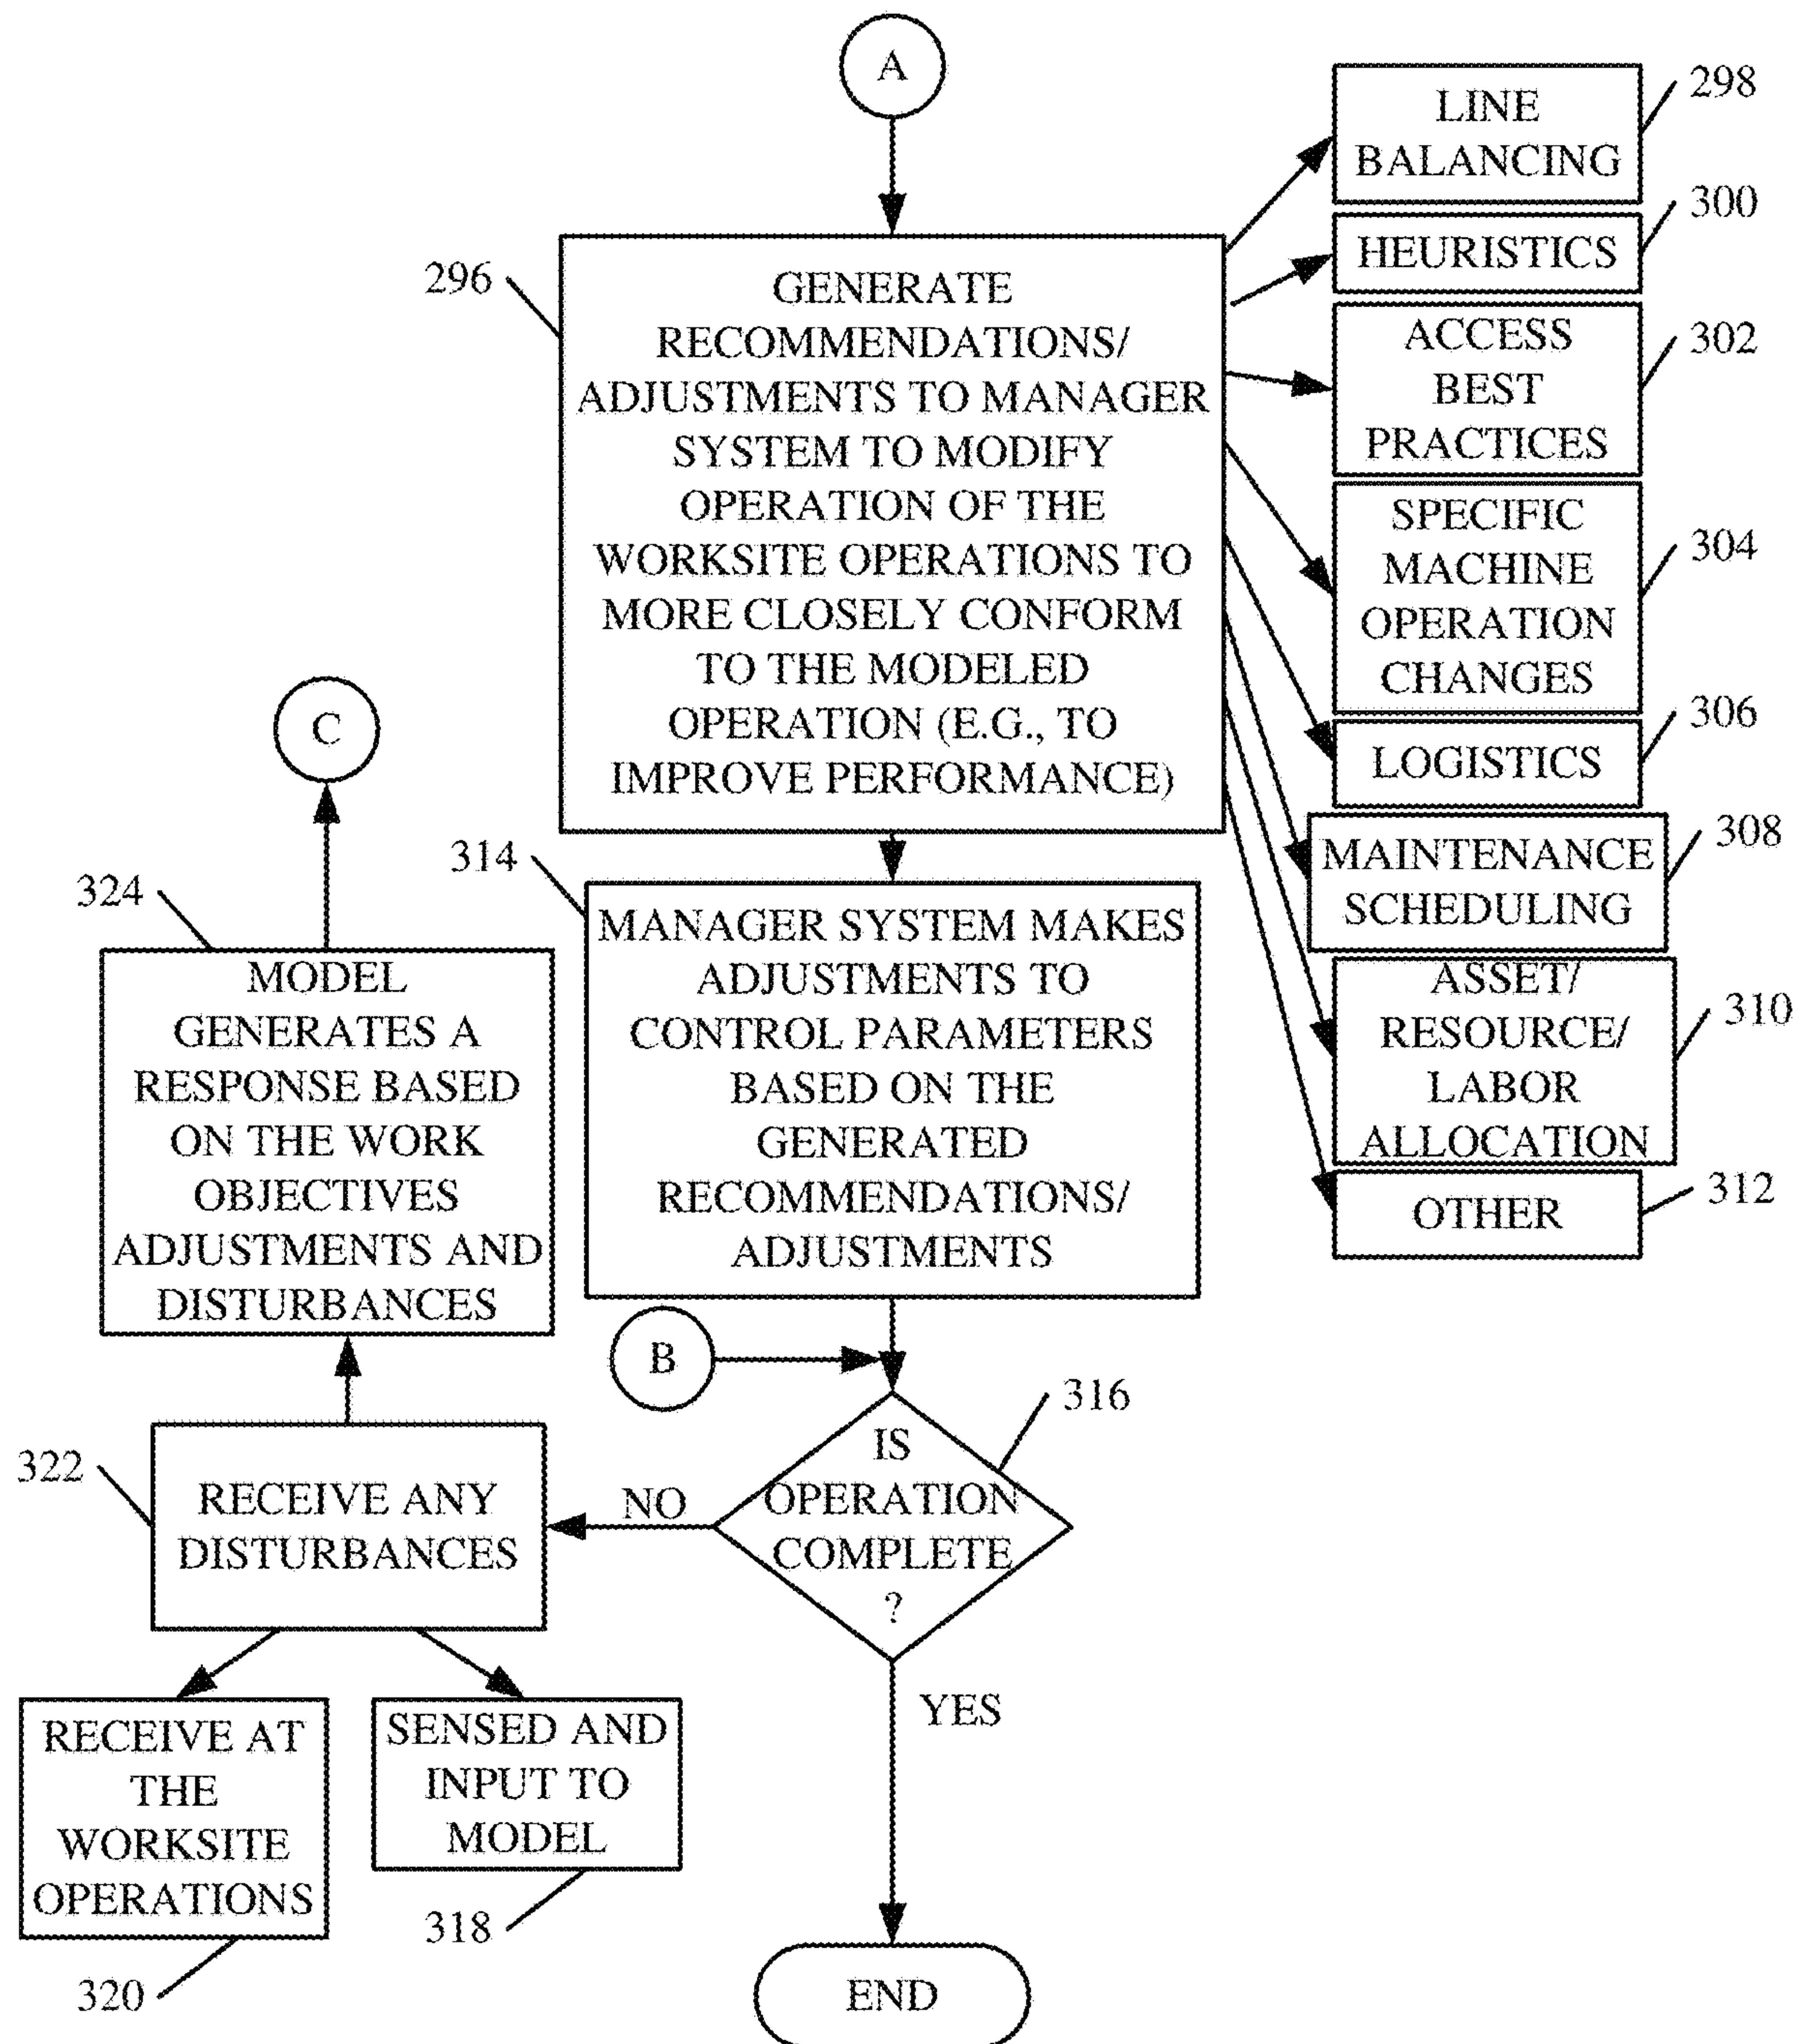 A
296
GENERATE
RECOMMENDATIONS/
ADJUSTMENTS TO MANAGER
SYSTEM TO MODIFY
OPERATION OF THE
WORKSITE OPERATIONS TO
MORE CLOSELY CONFORM
TO THE MODELED
OPERATION (E.G., TO
IMPROVE PERFORMANCE)
LINE
BALANCING
298
HEURISTICS
300
ACCESS
BEST
PRACTICES
302
SPECIFIC
MACHINE
OPERATION
CHANGES
304
LOGISTICS
306
MAINTENANCE
SCHEDULING
308
ASSET/
RESOURCE/
LABOR
ALLOCATION
310
OTHER
312
314
MANAGER SYSTEM MAKES
ADJUSTMENTS TO
CONTROL PARAMETERS
BASED ON THE
GENERATED
RECOMMENDATIONS/
ADJUSTMENTS
B
316
IS
OPERATION
COMPLETE
?
NO
YES
END
322
RECEIVE ANY
DISTURBANCES
RECEIVE AT
THE
WORKSITE
OPERATIONS
320
SENSED AND
INPUT TO
MODEL
318
324
MODEL
GENERATES A
RESPONSE BASED
ON THE WORK
OBJECTIVES
ADJUSTMENTS AND
DISTURBANCES
C